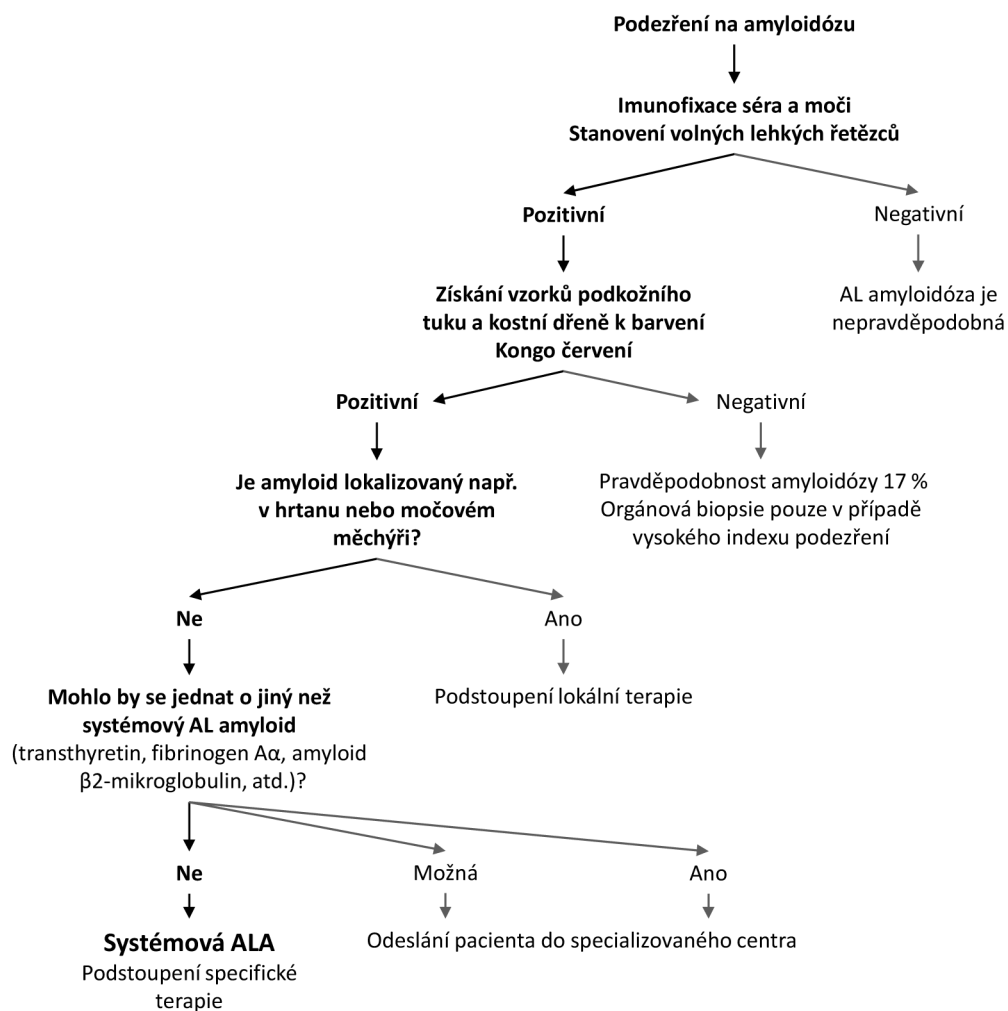 Podezření na amyloidózu
Imunofixace séra a moči
Stanovení volných lehkých řetězců
Pozitivní
Negativní
Získání vzorků podkožního
tuku a kostní dřeně k barvení
Kongo červení
AL amyloidóza je
nepravděpodobná
Pozitivní
Negativní
Je amyloid lokalizovaný např.
v hrtanu nebo močovém
měchýři?
Pravděpodobnost amyloidózy 17 %
Orgánová biopsie pouze v případě
vysokého indexu podezření
Ne
Ano
Mohlo by se jednat o jiný než
systémový AL amyloid
(transthyretin, fibrinogen Aα, amyloid
β2-mikroglobulin, atd.)?
Podstoupení lokální terapie
Ne
Možná
Ano
Systémová ALA
Podstoupení specifické
terapie
Odeslání pacienta do specializovaného centra